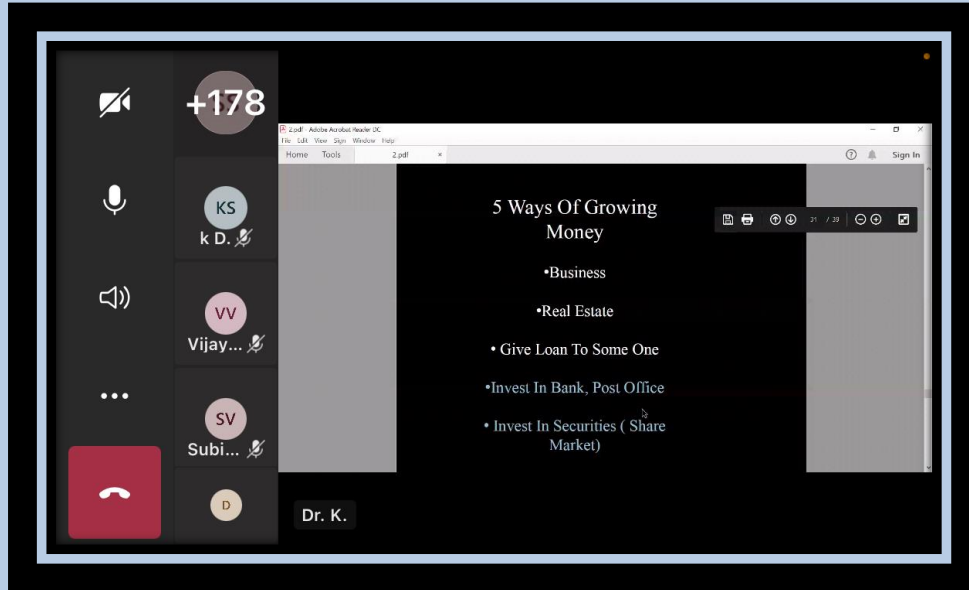 +178
KS
k D.
VV
Vijay...
SV
Subi...
D
2.pdf - Adobe Acrobat Reader DC
File Edit View Sign Window Help
Home Tools 2.pdf ×
Sign In
31 / 39
5 Ways Of Growing
Money
•Business
•Real Estate
• Give Loan To Some One
•Invest In Bank, Post Office
• Invest In Securities ( Share
Market)
Dr. K.